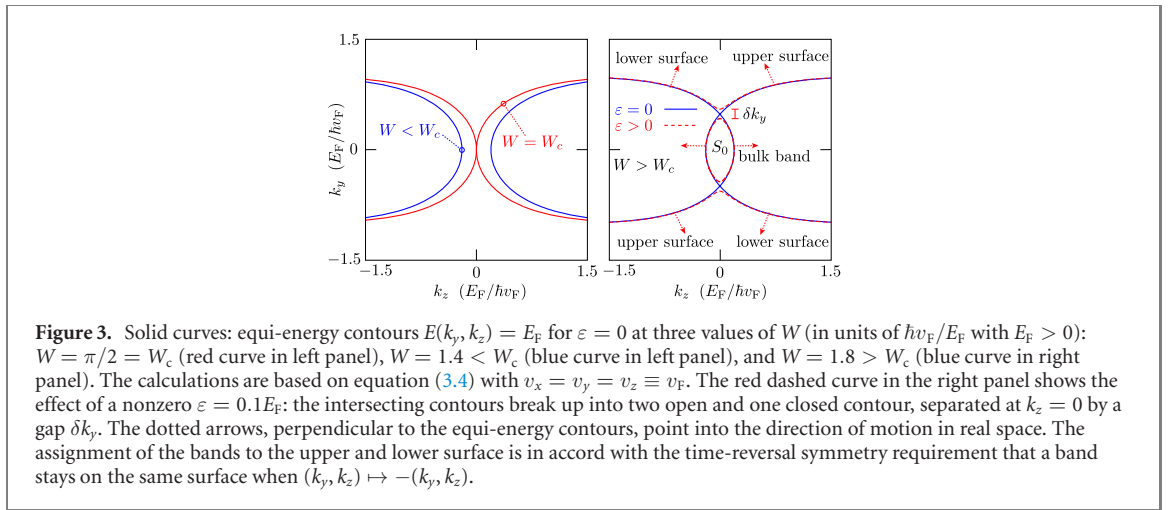 1.5
lower surface
upper surface
W < W_c
W = W_c
ε = 0
ε > 0
δk_y
S_0
bulk band
W > W_c
0
k_y (E_F/ℏv_F)
upper surface
lower surface
−1.5
−1.5
0
1.5
−1.5
0
1.5
k_z (E_F/ℏv_F)
k_z (E_F/ℏv_F)
Figure 3. Solid curves: equi-energy contours E(k_y, k_z) = E_F for ε = 0 at three values of W (in units of ℏv_F/E_F with E_F > 0):
W = π/2 = W_c (red curve in left panel), W = 1.4 < W_c (blue curve in left panel), and W = 1.8 > W_c (blue curve in right
panel). The calculations are based on equation (3.4) with v_x = v_y = v_z ≡ v_F. The red dashed curve in the right panel shows the
effect of a nonzero ε = 0.1E_F: the intersecting contours break up into two open and one closed contour, separated at k_z = 0 by a
gap δk_y. The dotted arrows, perpendicular to the equi-energy contours, point into the direction of motion in real space. The
assignment of the bands to the upper and lower surface is in accord with the time-reversal symmetry requirement that a band
stays on the same surface when (k_y, k_z) ↦ −(k_y, k_z).